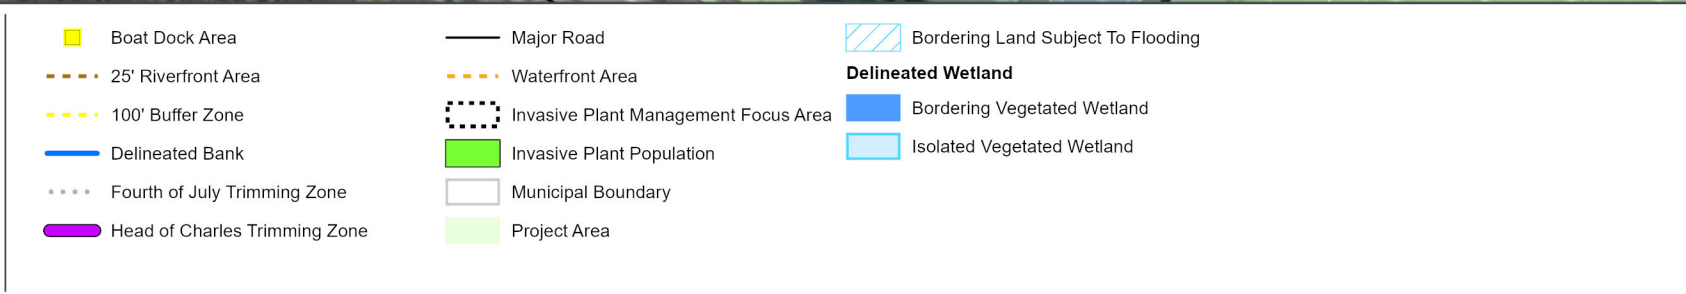 Boat Dock Area
25' Riverfront Area
100' Buffer Zone
Delineated Bank
Fourth of July Trimming Zone
Head of Charles Trimming Zone
Major Road
Waterfront Area
Invasive Plant Management Focus Area
Invasive Plant Population
Municipal Boundary
Project Area
Bordering Land Subject To Flooding
Delineated Wetland
Bordering Vegetated Wetland
Isolated Vegetated Wetland